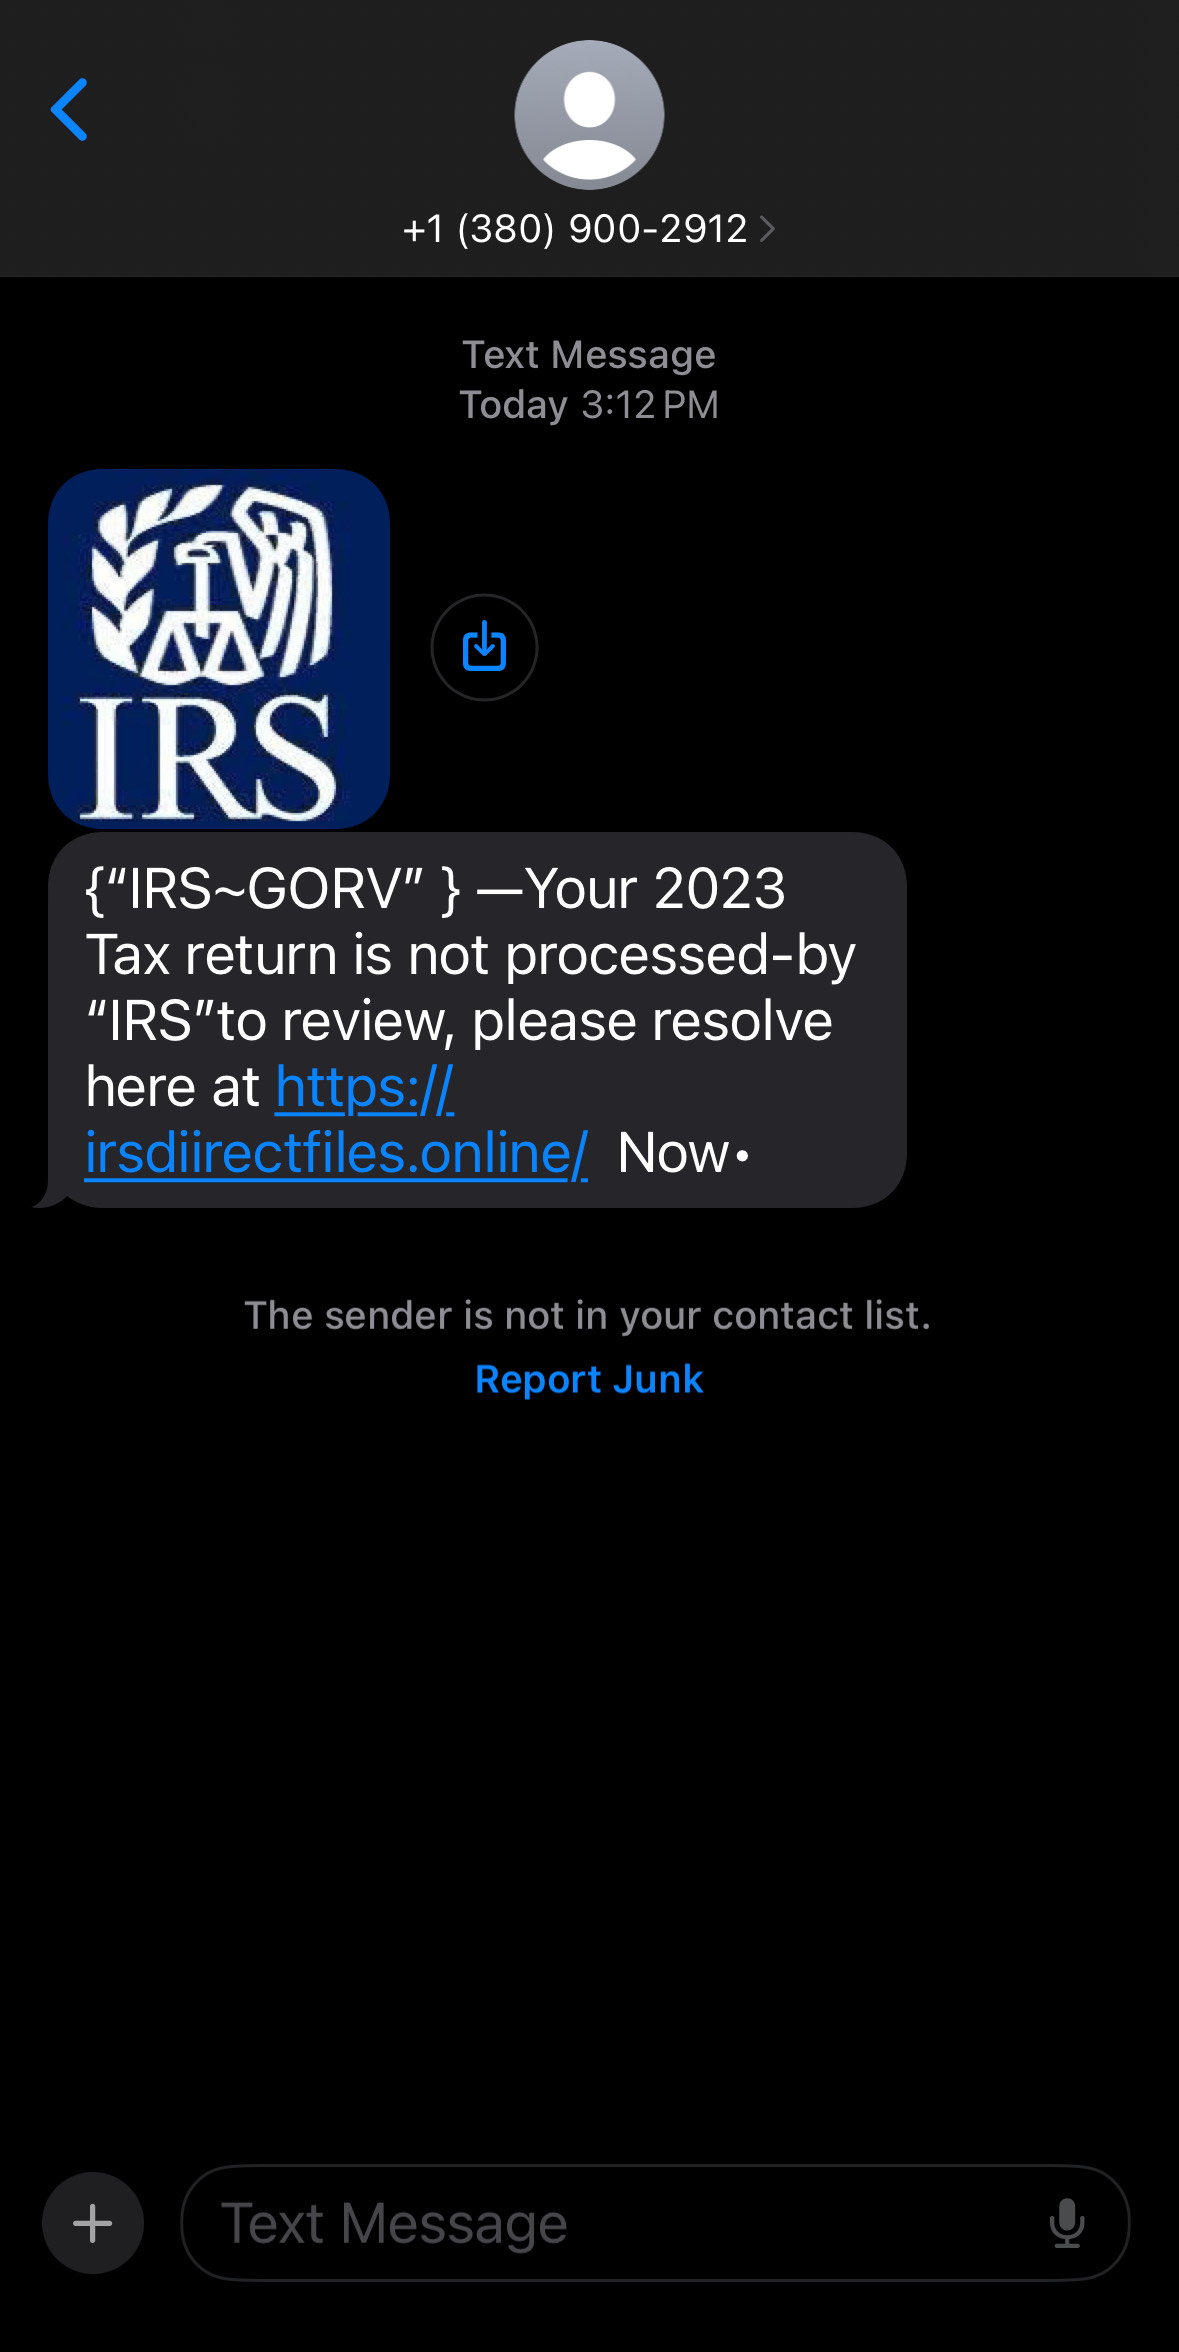 +1 (380) 900-2912
Text Message
Today 3:12 PM
IRS
{“IRS~GORV” } —Your 2023
Tax return is not processed-by
“IRS”to review, please resolve
here at https://
irsdiirectfiles.online/  Now•
The sender is not in your contact list.
Report Junk
Text Message